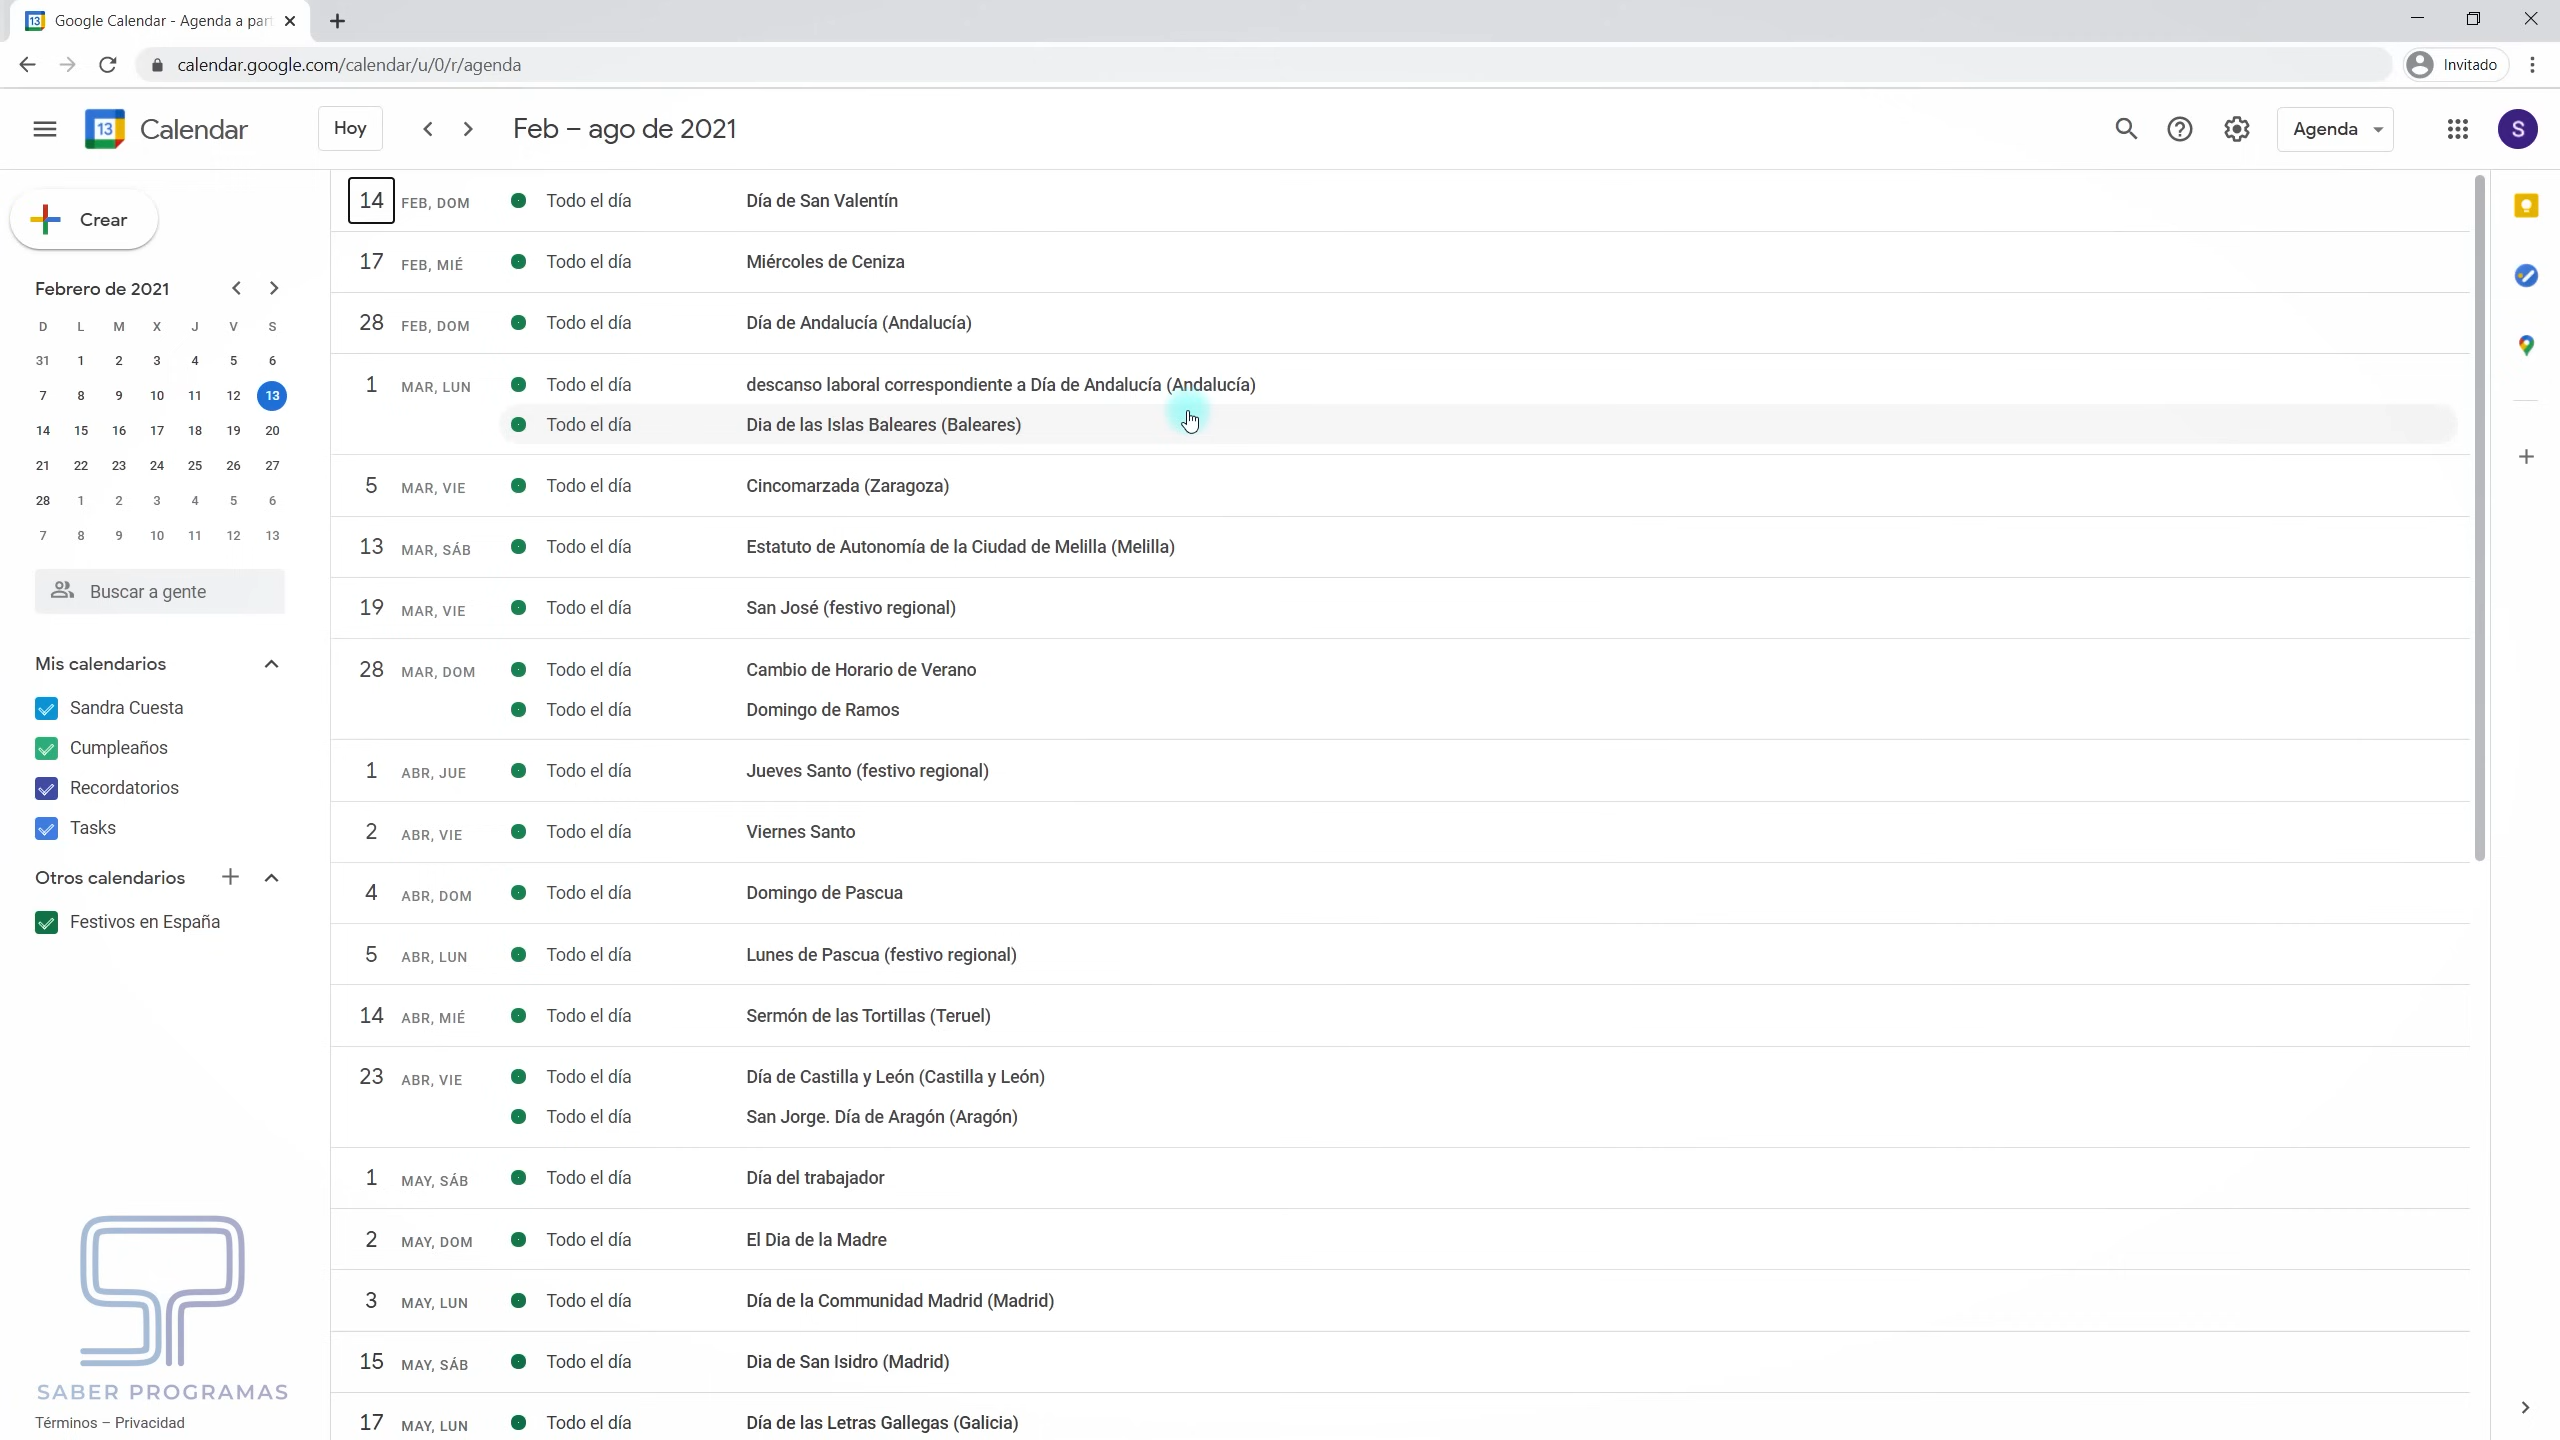 Google Calendar - Agenda a part
calendar.google.com/calendar/u/0/r/agenda
Invitado
13 Calendar
Hoy
Feb – ago de 2021
Agenda
S
Crear
Febrero de 2021
D L M X J V S
31 1 2 3 4 5 6
7 8 9 10 11 12 13
14 15 16 17 18 19 20
21 22 23 24 25 26 27
28 1 2 3 4 5 6
7 8 9 10 11 12 13
Buscar a gente
Mis calendarios
Sandra Cuesta
Cumpleaños
Recordatorios
Tasks
Otros calendarios
Festivos en España
SABER PROGRAMAS
Términos – Privacidad
14 FEB, DOM Todo el día Día de San Valentín
17 FEB, MIÉ Todo el día Miércoles de Ceniza
28 FEB, DOM Todo el día Día de Andalucía (Andalucía)
1 MAR, LUN Todo el día descanso laboral correspondiente a Día de Andalucía (Andalucía)
Todo el día Dia de las Islas Baleares (Baleares)
5 MAR, VIE Todo el día Cincomarzada (Zaragoza)
13 MAR, SÁB Todo el día Estatuto de Autonomía de la Ciudad de Melilla (Melilla)
19 MAR, VIE Todo el día San José (festivo regional)
28 MAR, DOM Todo el día Cambio de Horario de Verano
Todo el día Domingo de Ramos
1 ABR, JUE Todo el día Jueves Santo (festivo regional)
2 ABR, VIE Todo el día Viernes Santo
4 ABR, DOM Todo el día Domingo de Pascua
5 ABR, LUN Todo el día Lunes de Pascua (festivo regional)
14 ABR, MIÉ Todo el día Sermón de las Tortillas (Teruel)
23 ABR, VIE Todo el día Día de Castilla y León (Castilla y León)
Todo el día San Jorge. Día de Aragón (Aragón)
1 MAY, SÁB Todo el día Día del trabajador
2 MAY, DOM Todo el día El Dia de la Madre
3 MAY, LUN Todo el día Día de la Communidad Madrid (Madrid)
15 MAY, SÁB Todo el día Dia de San Isidro (Madrid)
17 MAY, LUN Todo el día Día de las Letras Gallegas (Galicia)